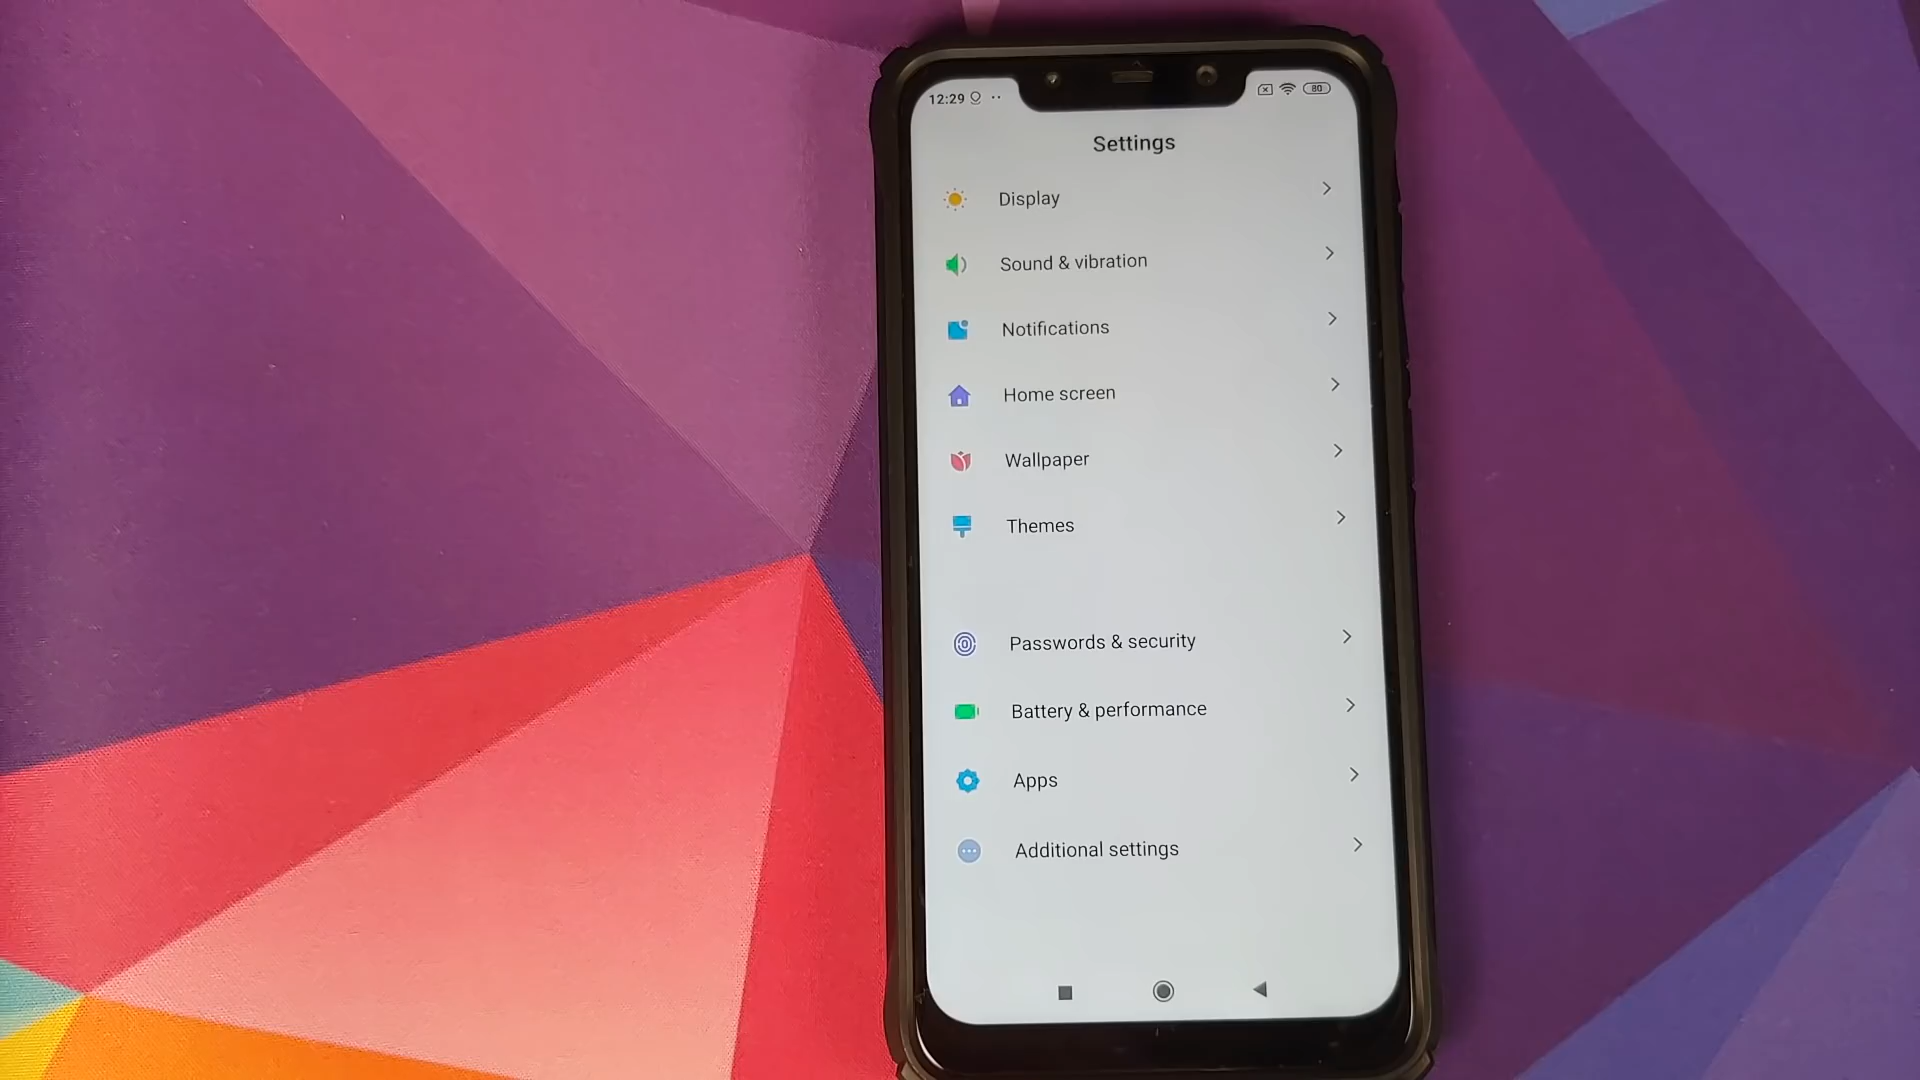 12:29
80
Settings
Display
Sound & vibration
Notifications
Home screen
Wallpaper
Themes
Passwords & security
Battery & performance
Apps
Additional settings